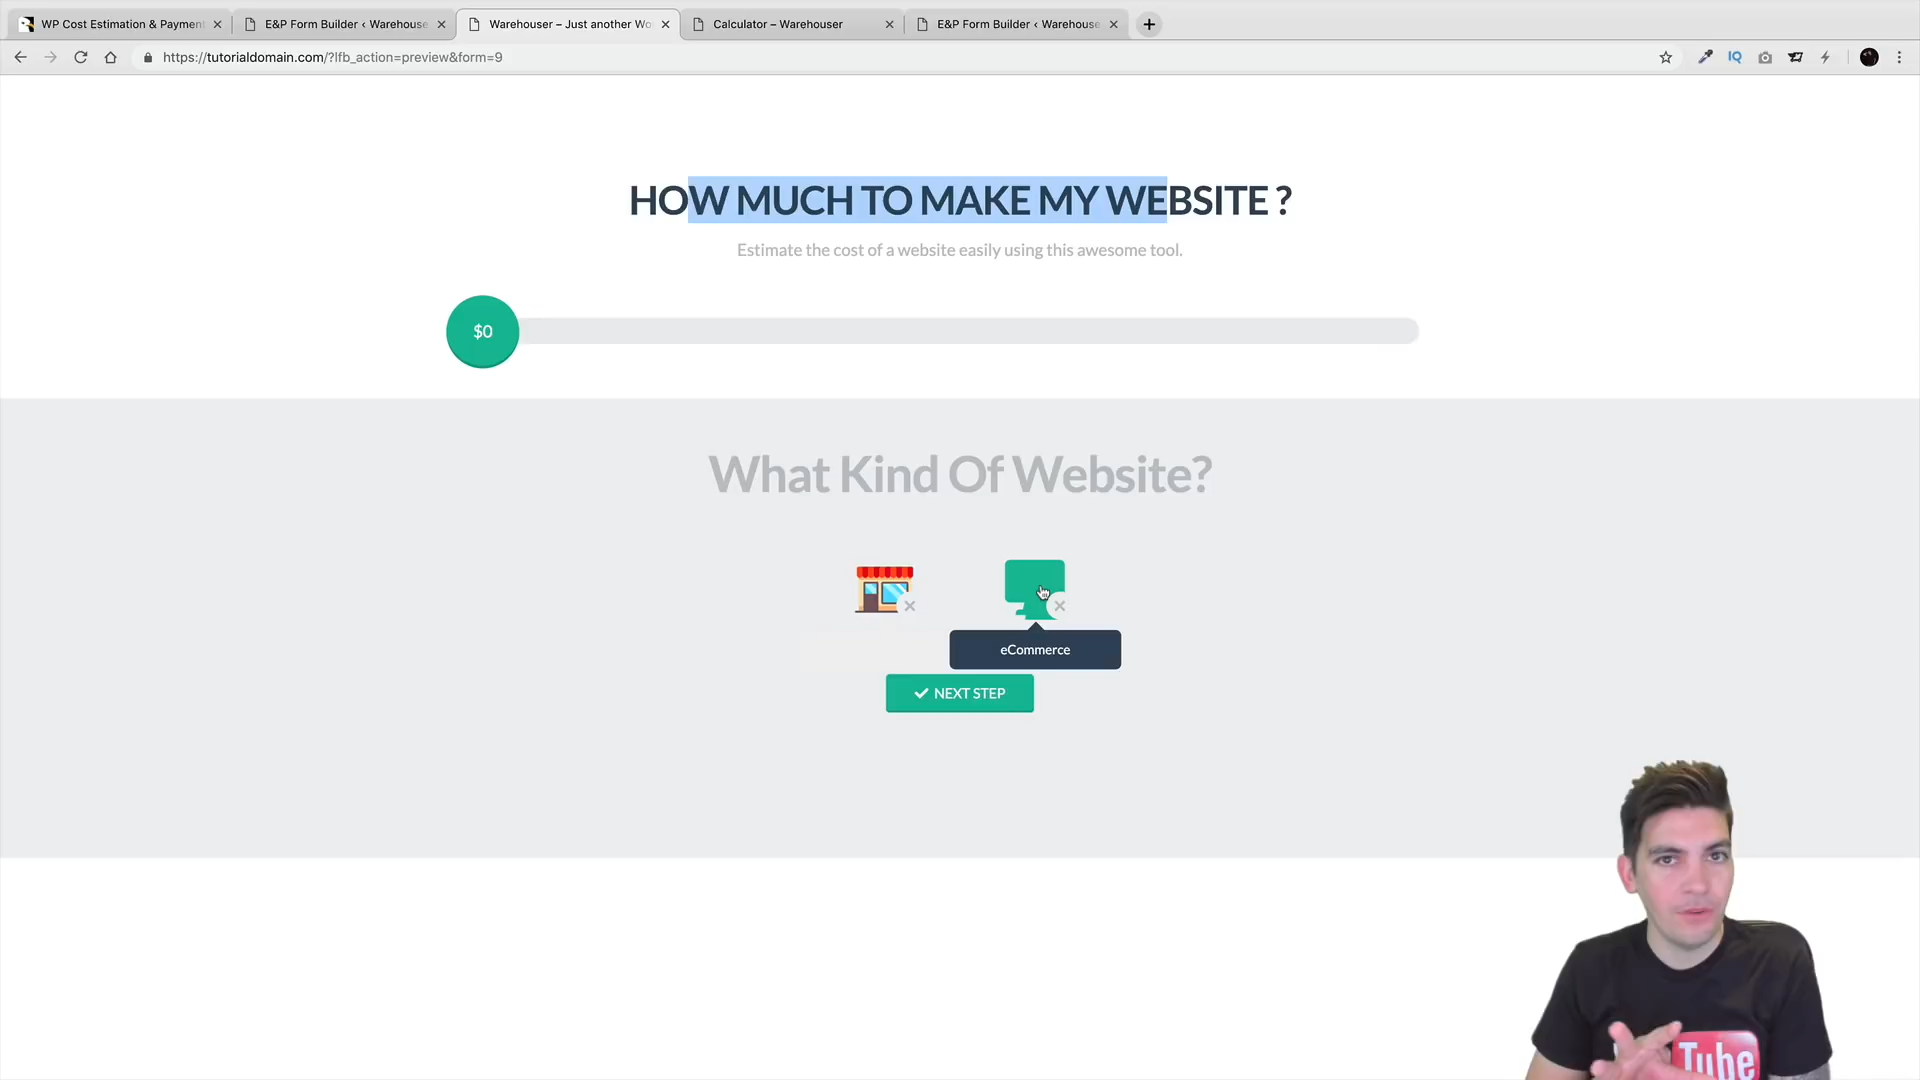 WP Cost Estimation & Payment
E&P Form Builder ‹ Warehouse
Warehouser – Just another Wo
Calculator – Warehouser
E&P Form Builder ‹ Warehouse
https://tutorialdomain.com/?lfb_action=preview&form=9
IQ
HOW MUCH TO MAKE MY WEBSITE ?
Estimate the cost of a website easily using this awesome tool.
$0
What Kind Of Website?
eCommerce
NEXT STEP
Tube